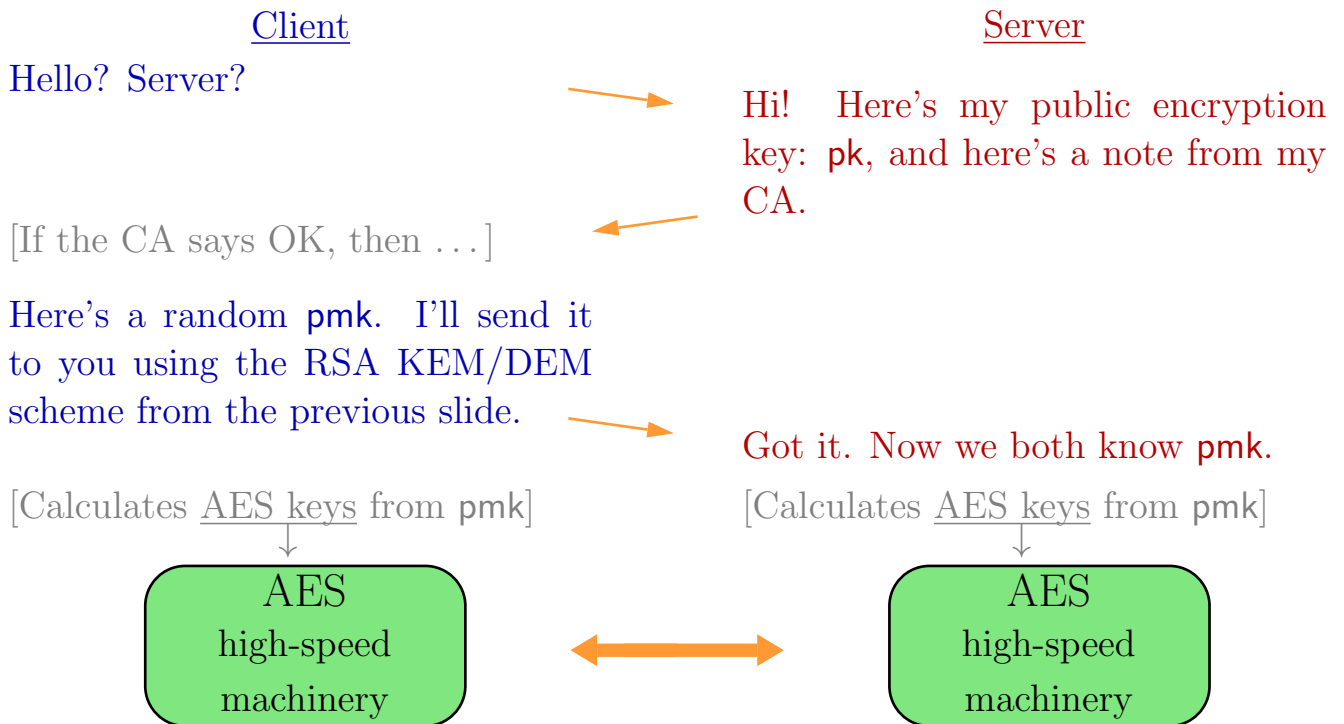 Client
Server
Hello? Server?
Hi! Here's my public encryption
key: pk, and here's a note from my
CA.
[If the CA says OK, then . . . ]
Here's a random pmk. I'll send it
to you using the RSA KEM/DEM
scheme from the previous slide.
Got it. Now we both know pmk.
[Calculates AES keys from pmk]
[Calculates AES keys from pmk]
AES
high-speed
machinery
AES
high-speed
machinery